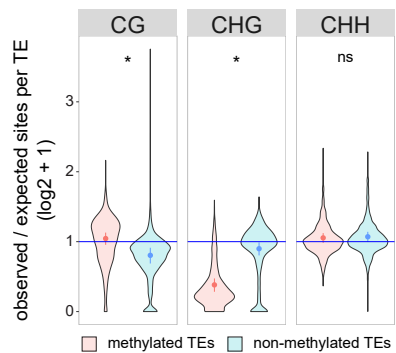 CG CHG CHH
* * ns
observed / expected sites per TE
(log2 + 1)
3
2
1
0
methylated TEs non-methylated TEs